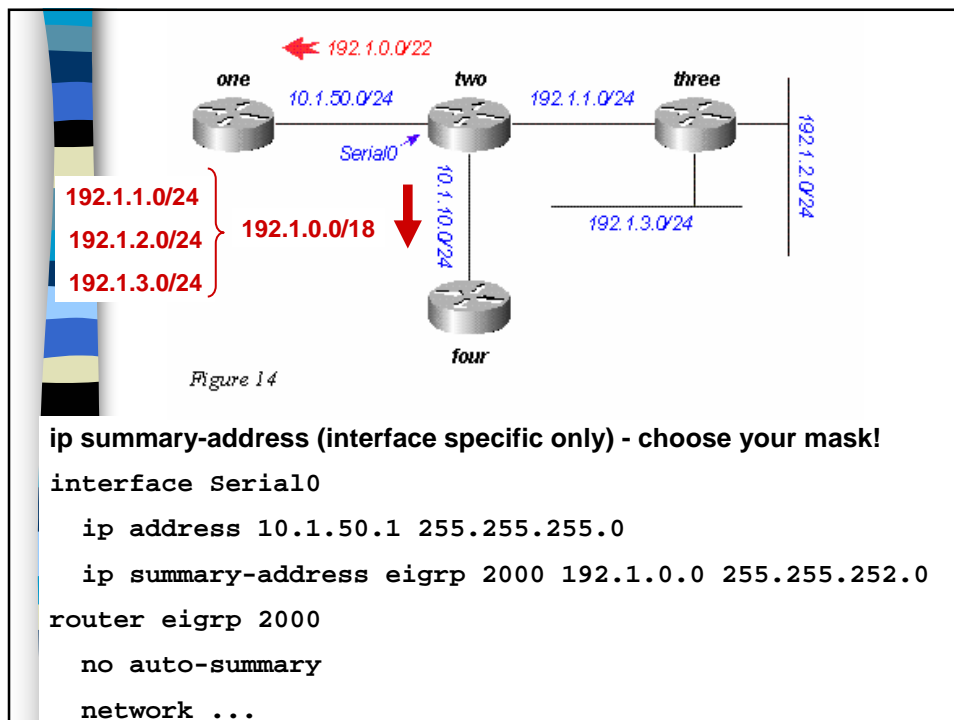 192.1.0.0/22
one
two
three
10.1.50.0/24
192.1.1.0/24
Serial0
192.1.2.0/24
10.1.10.0/24
192.1.1.0/24
192.1.2.0/24
192.1.3.0/24
192.1.0.0/18
192.1.3.0/24
four
Figure 14
ip summary-address (interface specific only) - choose your mask!
interface Serial0
ip address 10.1.50.1 255.255.255.0
ip summary-address eigrp 2000 192.1.0.0 255.255.252.0
router eigrp 2000
no auto-summary
network ...